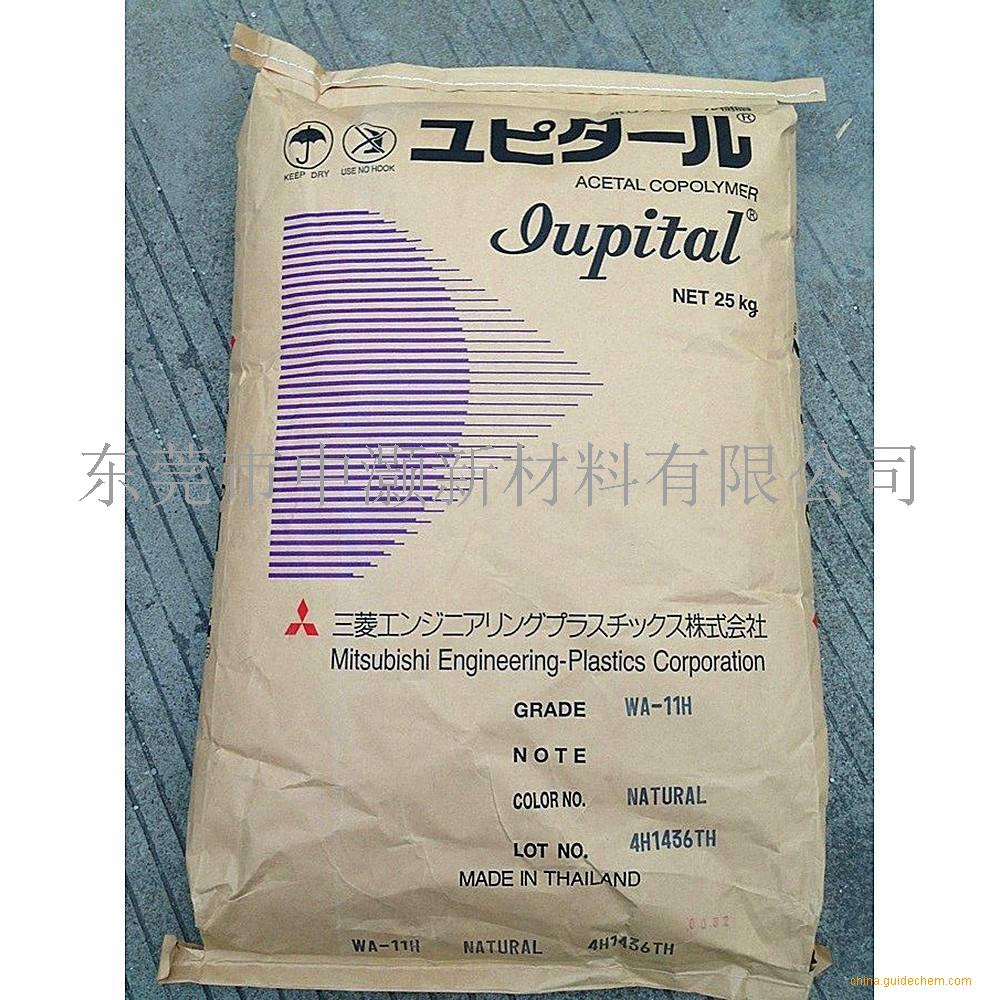 ユピタール®
KEEP DRY
USE NO HOOK
ACETAL COPOLYMER
Iupital®
NET 25 kg
东莞市中灏新材料有限公司
三菱エンジニアリングプラスチックス株式会社
Mitsubishi Engineering-Plastics Corporation
GRADE WA-11H
NOTE
COLOR NO. NATURAL
LOT NO. 4H1436TH
MADE IN THAILAND
0032
WA-11H NATURAL 4H1436TH
china.guidechem.com